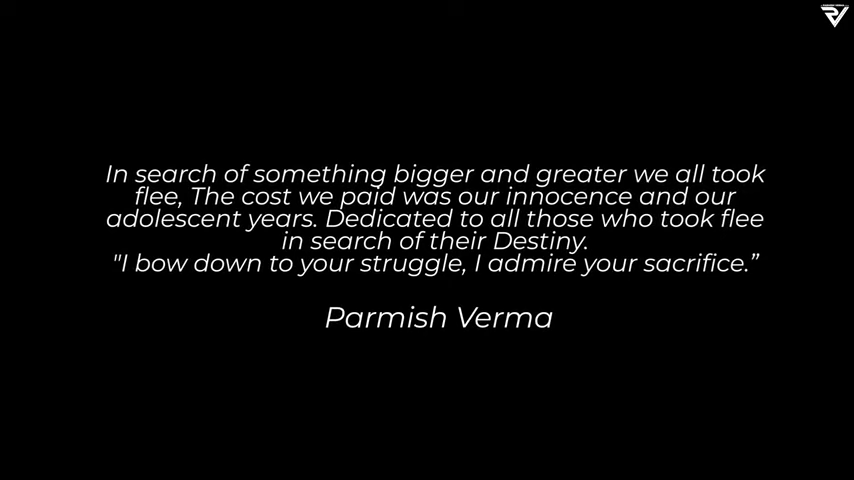 In search of something bigger and greater we all took
flee, The cost we paid was our innocence and our
adolescent years. Dedicated to all those who took flee
in search of their Destiny.
"I bow down to your struggle, I admire your sacrifice.”
Parmish Verma